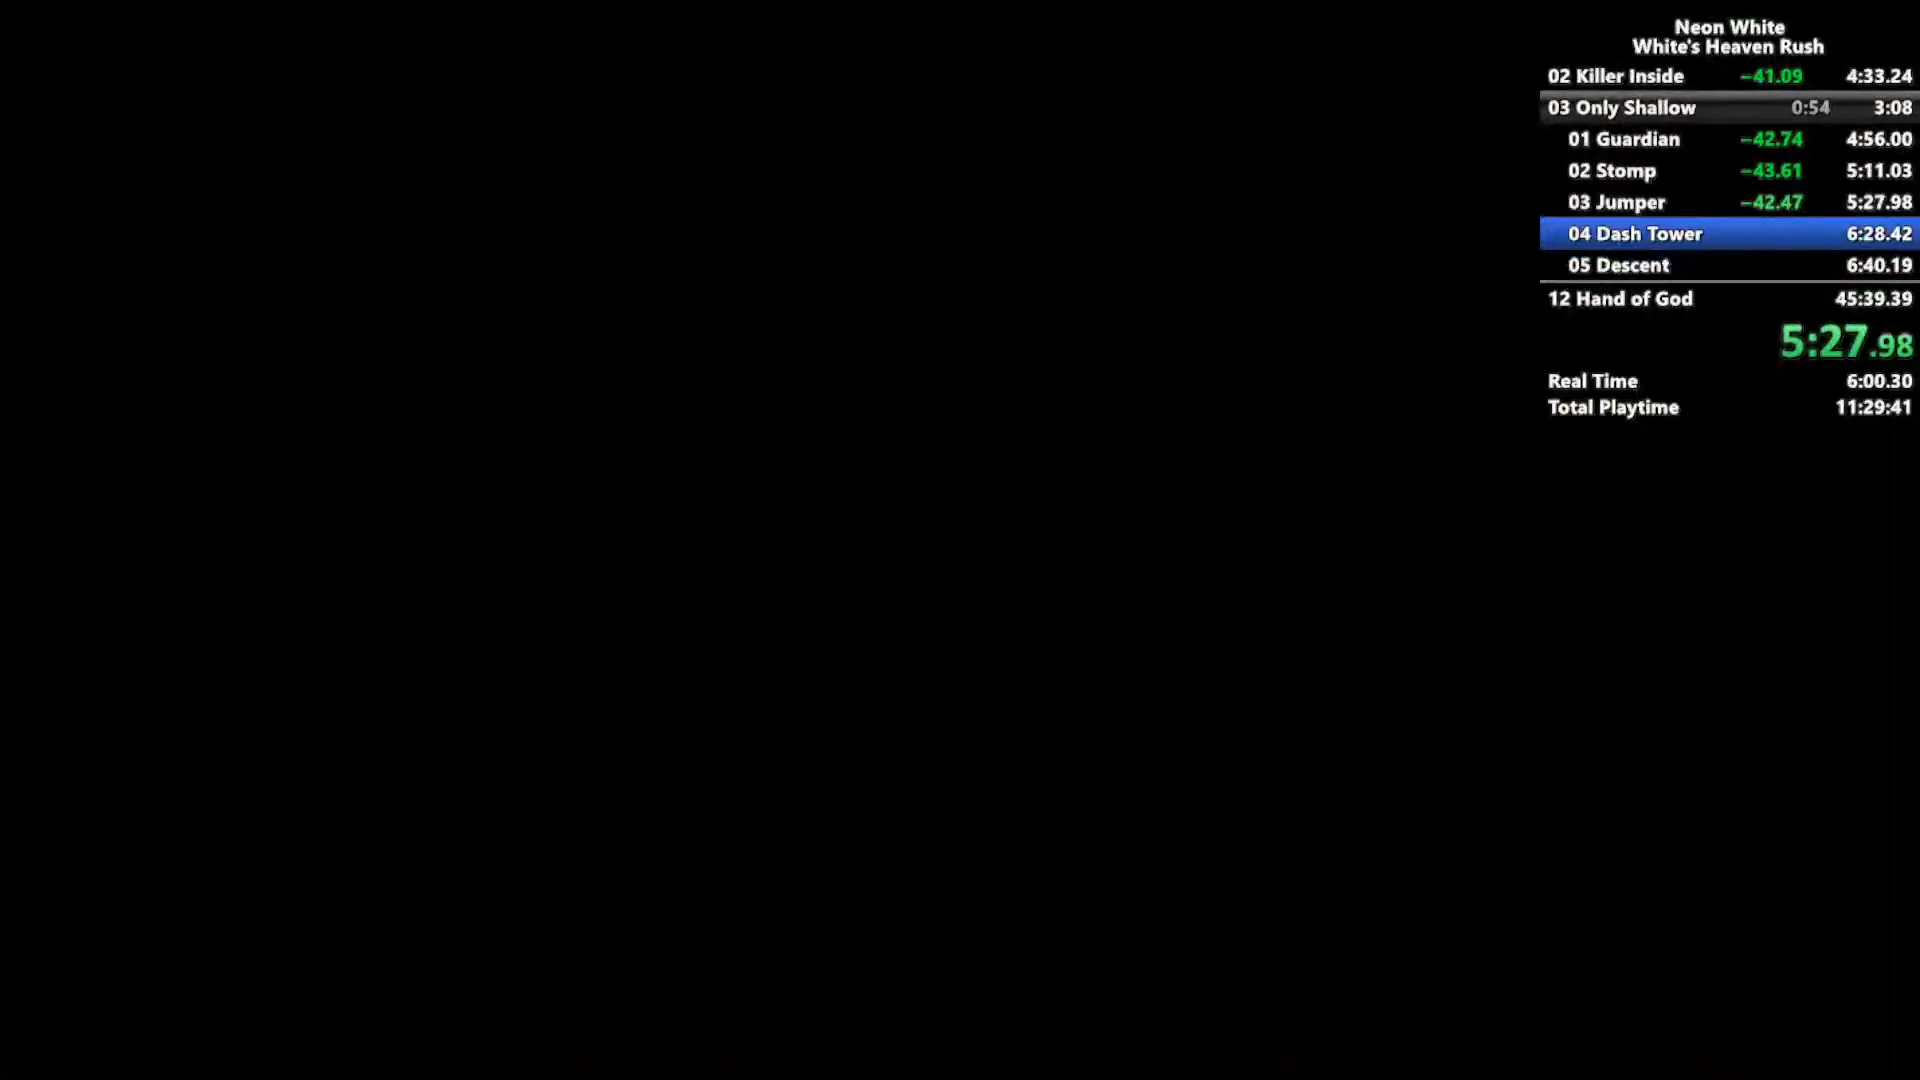 Neon White
White's Heaven Rush
02 Killer Inside −41.09 4:33.24
03 Only Shallow 0:54 3:08
01 Guardian −42.74 4:56.00
02 Stomp −43.61 5:11.03
03 Jumper −42.47 5:27.98
04 Dash Tower 6:28.42
05 Descent 6:40.19
12 Hand of God 45:39.39
5:27.98
Real Time 6:00.30
Total Playtime 11:29:41